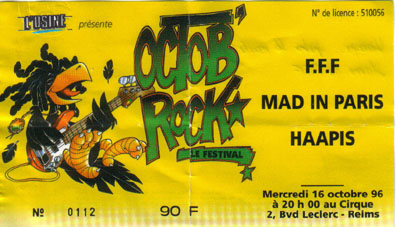 L'USINE présente
N° de licence : 510056
OCTOB'
ROCK
LE FESTIVAL
F.F.F
MAD IN PARIS
HAAPIS
Mercredi 16 octobre 96
à 20 h 00 au Cirque
2, Bvd Leclerc - Reims
N° 0112
90 F